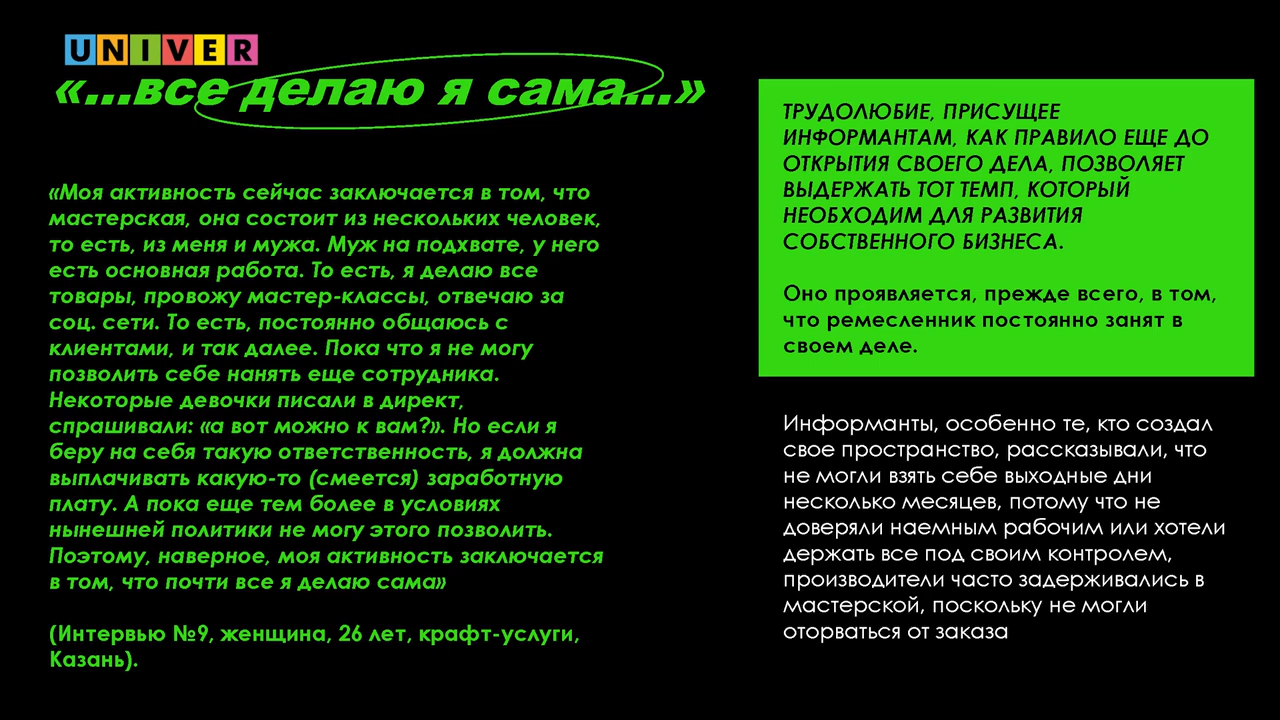 UNIVER
«...все делаю я сама...»
«Моя активность сейчас заключается в том, что
мастерская, она состоит из нескольких человек,
то есть, из меня и мужа. Муж на подхвате, у него
есть основная работа. То есть, я делаю все
товары, провожу мастер-классы, отвечаю за
соц. сети. То есть, постоянно общаюсь с
клиентами, и так далее. Пока что я не могу
позволить себе нанять еще сотрудника.
Некоторые девочки писали в директ,
спрашивали: «а вот можно к вам?». Но если я
беру на себя такую ответственность, я должна
выплачивать какую-то (смеется) заработную
плату. А пока еще тем более в условиях
нынешней политики не могу этого позволить.
Поэтому, наверное, моя активность заключается
в том, что почти все я делаю сама»
(Интервью №9, женщина, 26 лет, крафт-услуги,
Казань).
ТРУДОЛЮБИЕ, ПРИСУЩЕЕ
ИНФОРМАНТАМ, КАК ПРАВИЛО ЕЩЕ ДО
ОТКРЫТИЯ СВОЕГО ДЕЛА, ПОЗВОЛЯЕТ
ВЫДЕРЖАТЬ ТОТ ТЕМП, КОТОРЫЙ
НЕОБХОДИМ ДЛЯ РАЗВИТИЯ
СОБСТВЕННОГО БИЗНЕСА.
Оно проявляется, прежде всего, в том,
что ремесленник постоянно занят в
своем деле.
Информанты, особенно те, кто создал
свое пространство, рассказывали, что
не могли взять себе выходные дни
несколько месяцев, потому что не
доверяли наемным рабочим или хотели
держать все под своим контролем,
производители часто задерживались в
мастерской, поскольку не могли
оторваться от заказа